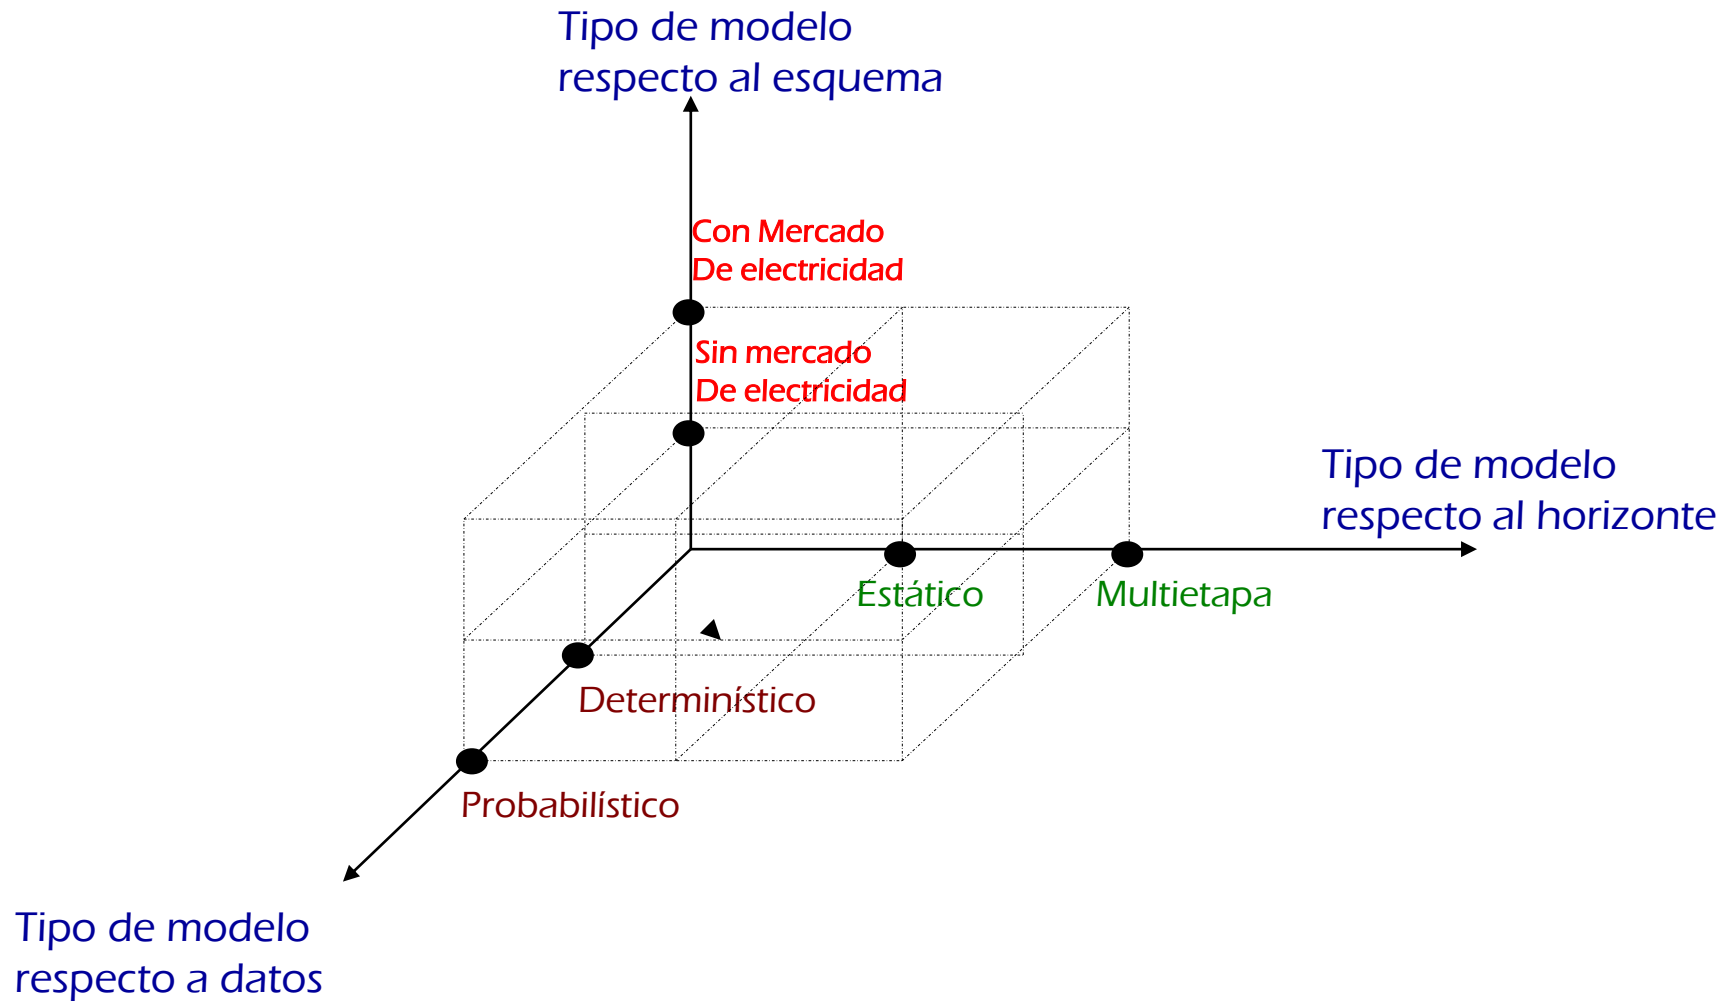 Tipo de modelo
respecto al esquema
Con Mercado
De electricidad
Sin mercado
De electricidad
Tipo de modelo
respecto al horizonte
Estático
Multietapa
Determinístico
Probabilístico
Tipo de modelo
respecto a datos